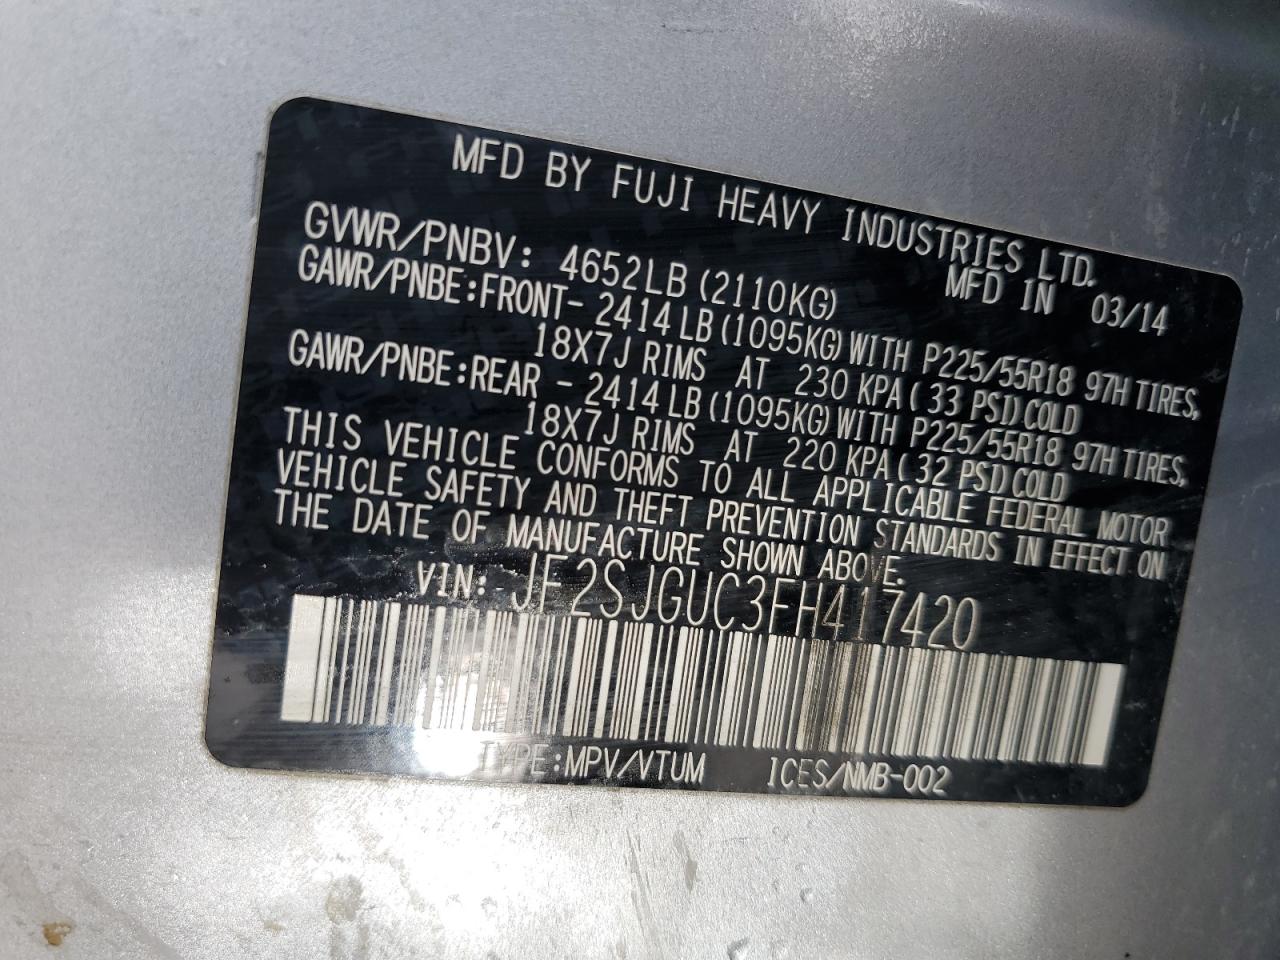 MFD BY FUJI HEAVY INDUSTRIES LTD.
GVWR/PNBV: 4652LB (2110KG) MFD IN 03/14
GAWR/PNBE:FRONT- 2414LB(1095KG)WITH P225/55R18 97H TIRES,
18X7J RIMS AT 230 KPA(33 PSI)COLD
GAWR/PNBE:REAR - 2414LB(1095KG)WITH P225/55R18 97H TIRES,
18X7J RIMS AT 220 KPA(32 PSI)COLD
THIS VEHICLE CONFORMS TO ALL APPLICABLE FEDERAL MOTOR
VEHICLE SAFETY AND THEFT PREVENTION STANDARDS IN EFFECT ON
THE DATE OF MANUFACTURE SHOWN ABOVE.
VIN: JF2SJGUC3FH417420
TYPE:MPV/VTUM ICES/NMB-002